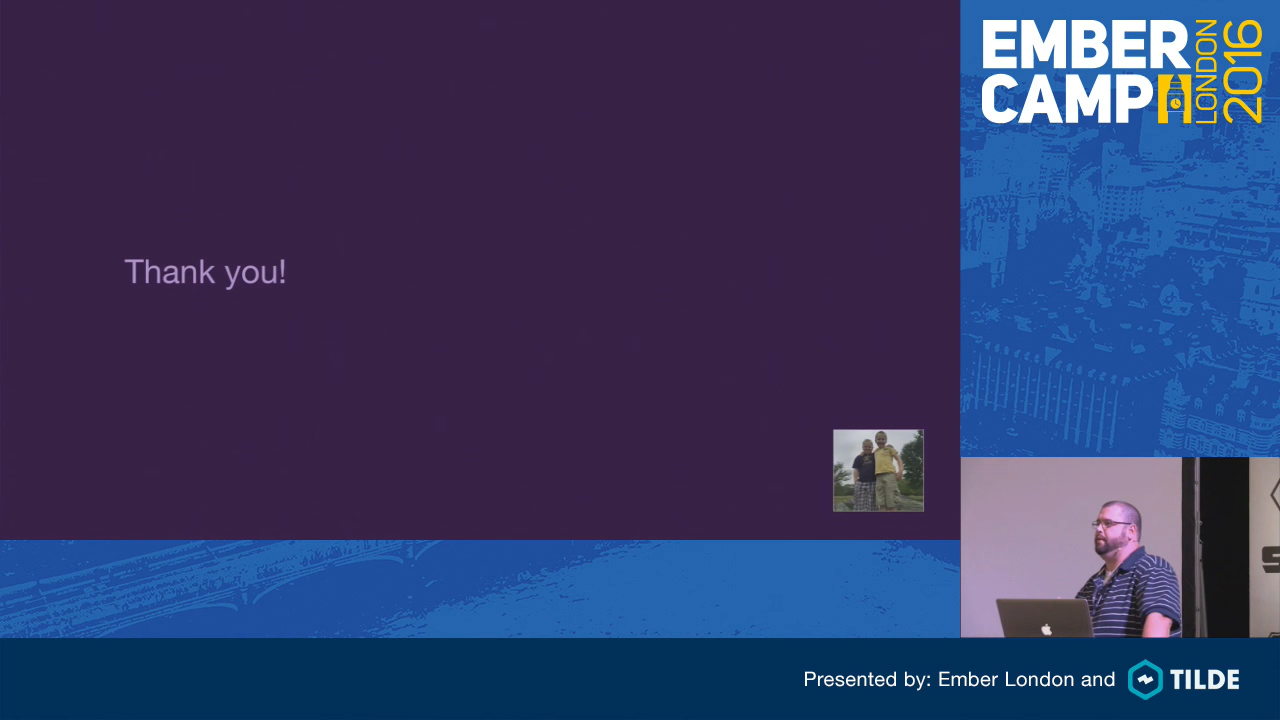 EMBER
CAMP
LONDON
2016
Thank you!
Presented by: Ember London and
TILDE